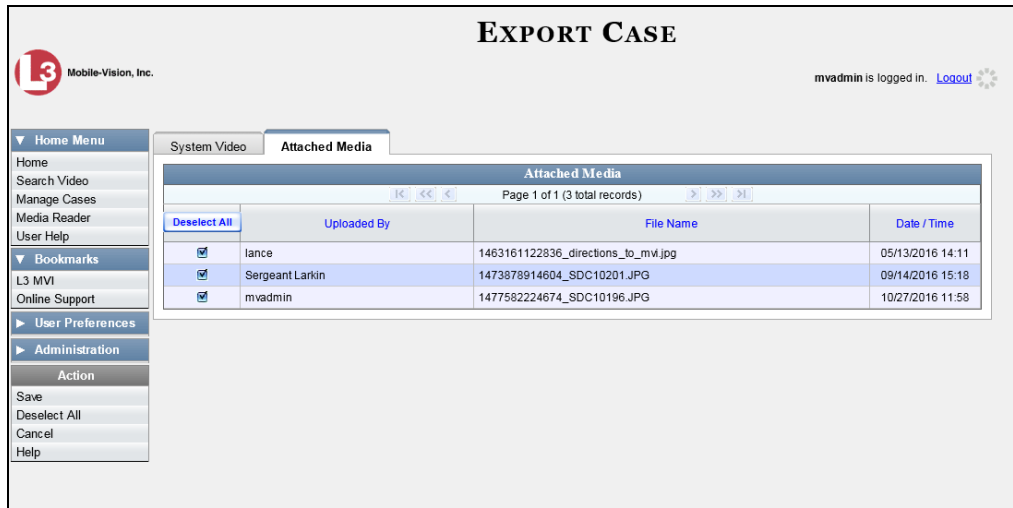 EXPORT CASE
L3 Mobile-Vision, Inc.
mvadmin is logged in. Logout
▼ Home Menu
Home
Search Video
Manage Cases
Media Reader
User Help
▼ Bookmarks
L3 MVI
Online Support
▶ User Preferences
▶ Administration
Action
Save
Deselect All
Cancel
Help
System Video Attached Media
Attached Media
Page 1 of 1 (3 total records)
Deselect All Uploaded By File Name Date / Time
lance 1463161122836_directions_to_mvi.jpg 05/13/2016 14:11
Sergeant Larkin 1473878914604_SDC10201.JPG 09/14/2016 15:18
mvadmin 1477582224674_SDC10196.JPG 10/27/2016 11:58